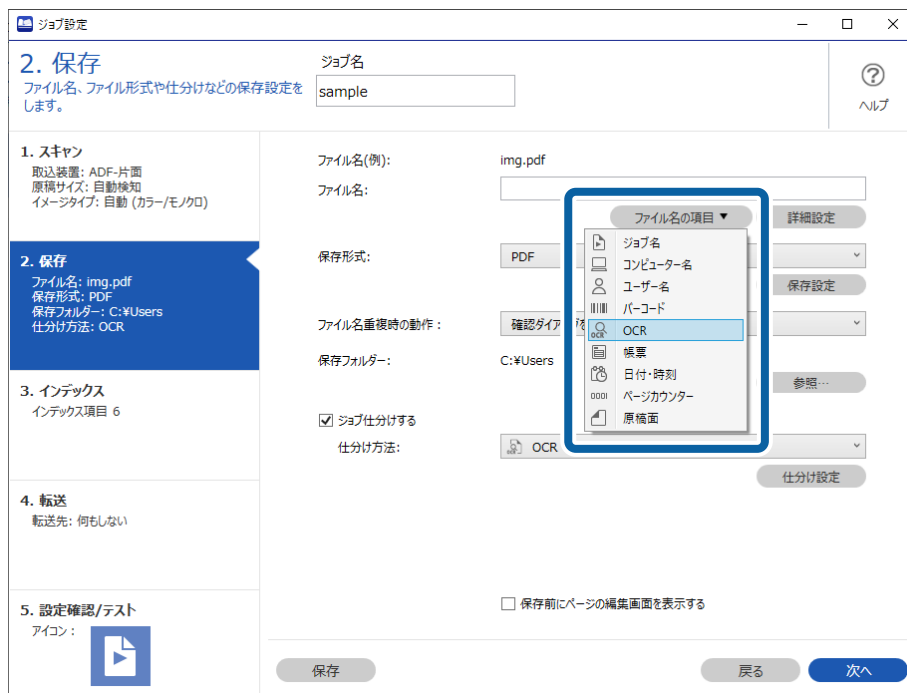 ジョブ設定
2. 保存
ファイル名、ファイル形式や仕分けなどの保存設定を
します。
ジョブ名
sample
ヘルプ
1. スキャン
取込装置: ADF-片面
原稿サイズ: 自動検知
イメージタイプ: 自動 (カラー/モノクロ)
2. 保存
ファイル名: img.pdf
保存形式: PDF
保存フォルダー: C:¥Users
仕分け方法: OCR
3. インデックス
インデックス項目 6
4. 転送
転送先: 何もしない
5. 設定確認/テスト
アイコン :
ファイル名(例): img.pdf
ファイル名:
ファイル名の項目▼ 詳細設定
ジョブ名
コンピューター名
ユーザー名
バーコード
OCR OCR
帳票
日付・時刻
0001 ページカウンター
原稿面
保存形式: PDF
保存設定
ファイル名重複時の動作 : 確認ダイアを
保存フォルダー: C:¥Users
参照…
ジョブ仕分けする
仕分け方法: OCR
仕分け設定
保存前にページの編集画面を表示する
保存 戻る 次へ